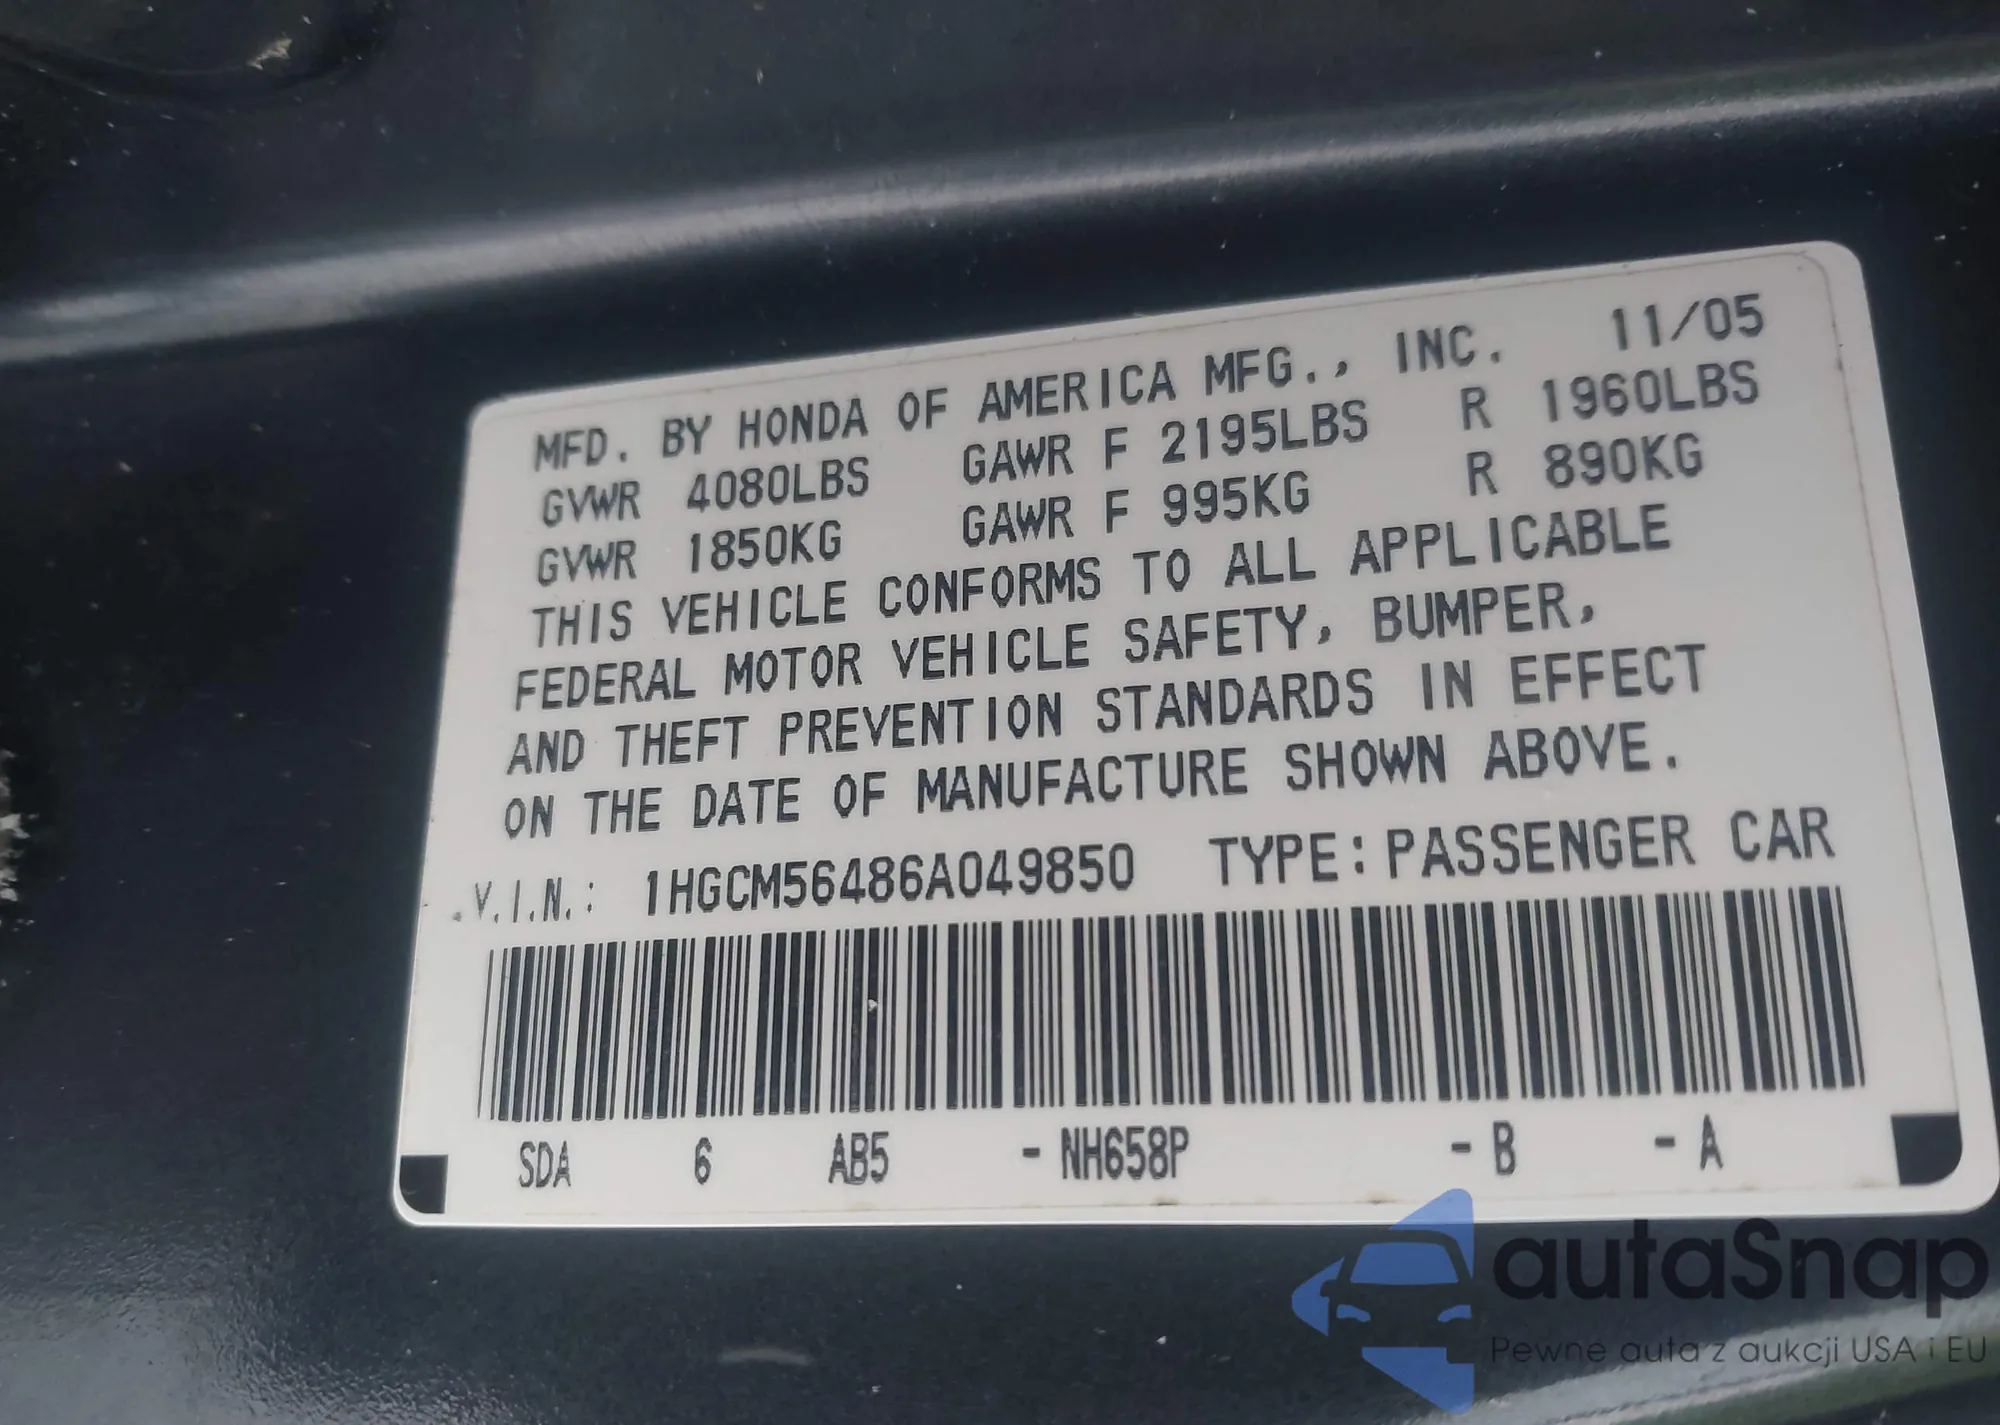 MFD. BY HONDA OF AMERICA MFG., INC. 11/05
GVWR 4080LBS GAWR F 2195LBS R 1960LBS
GVWR 1850KG GAWR F 995KG R 890KG
THIS VEHICLE CONFORMS TO ALL APPLICABLE
FEDERAL MOTOR VEHICLE SAFETY, BUMPER,
AND THEFT PREVENTION STANDARDS IN EFFECT
ON THE DATE OF MANUFACTURE SHOWN ABOVE.
V.I.N.: 1HGCM56486A049850 TYPE: PASSENGER CAR
SDA 6 AB5 - NH658P - B - A
autaSnap
Pewne auta z aukcji USA i EU